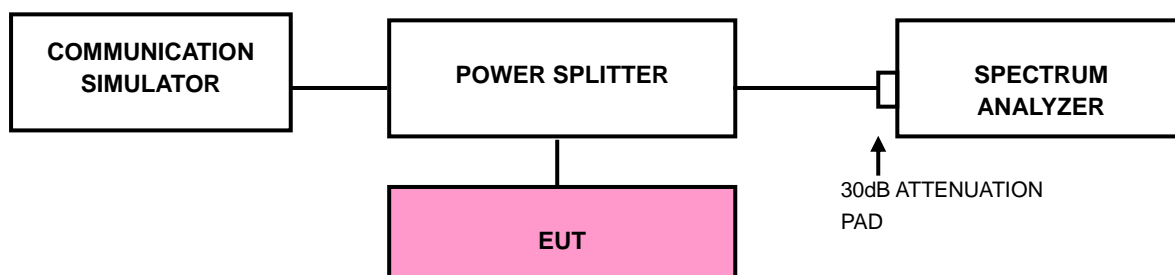 COMMUNICATION
SIMULATOR
POWER SPLITTER
SPECTRUM
ANALYZER
30dB ATTENUATION
PAD
EUT